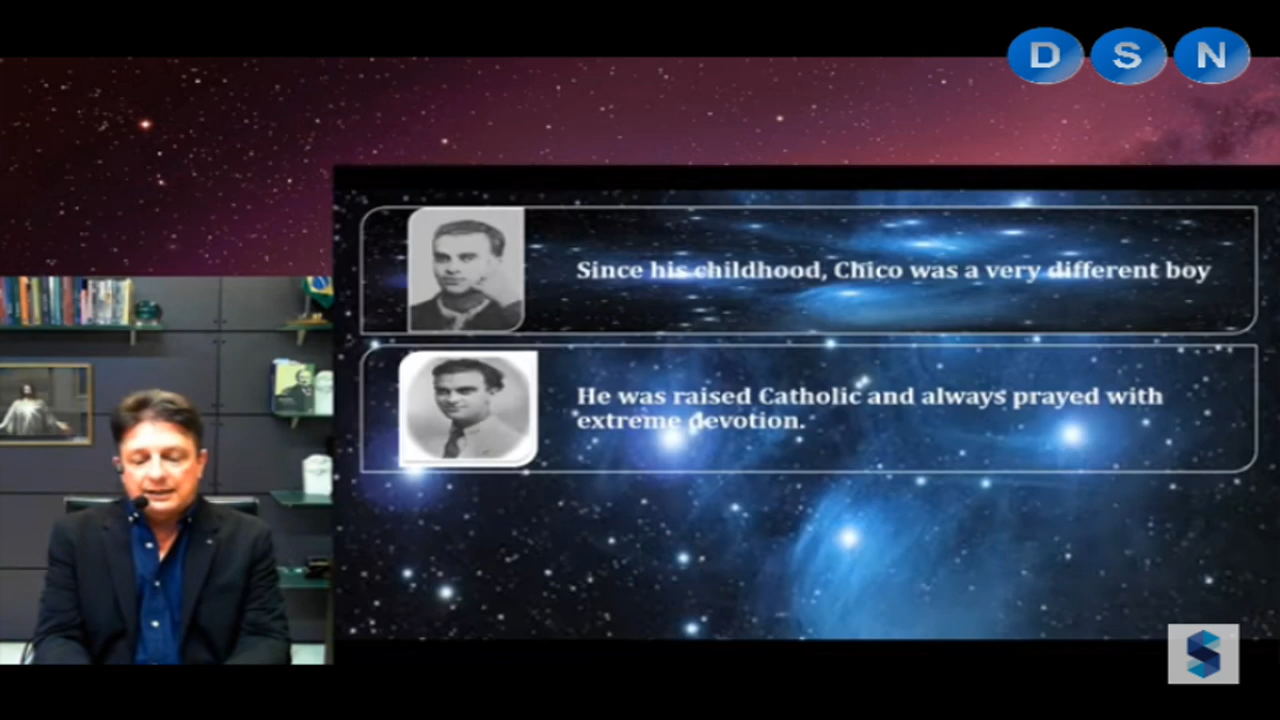 D S N
Since his childhood, Chico was a very different boy
He was raised Catholic and always prayed with
extreme devotion.